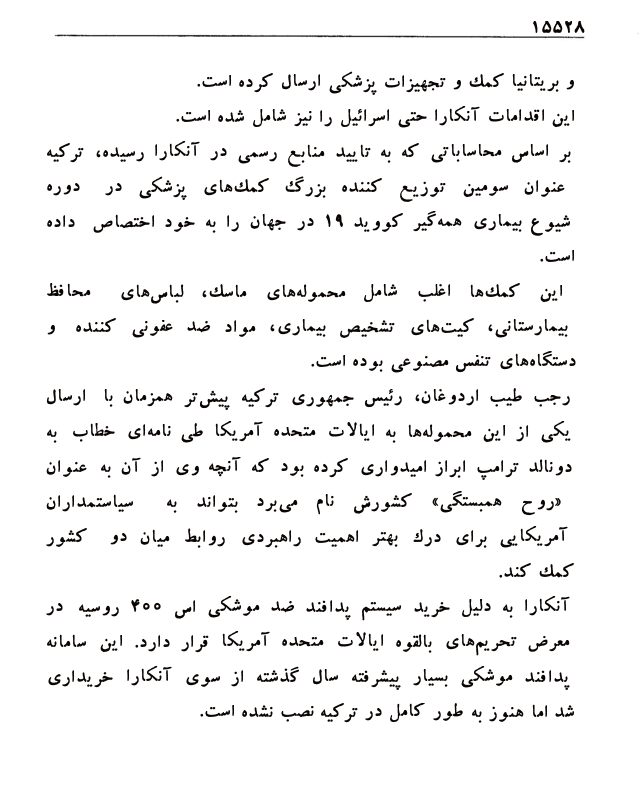 ۱۵۵۲۸
و بریتانیا کمک و تجهیزات پزشکی ارسال کرده است.
این اقدامات آنکارا حتی اسرائیل را نیز شامل شده است.
بر اساس محاساباتی که به تایید منابع رسمی در آنکارا رسیده، ترکیه
عنوان سومین توزیع کننده بزرگ کمک‌های پزشکی در دوره
شیوع بیماری همه‌گیر کووید ۱۹ در جهان را به خود اختصاص داده
است.
این کمک‌ها اغلب شامل محموله‌های ماسک، لباس‌های محافظ
بیمارستانی، کیت‌های تشخیص بیماری، مواد ضد عفونی کننده و
دستگاه‌های تنفس مصنوعی بوده است.
رجب طیب اردوغان، رئیس جمهوری ترکیه پیش‌تر همزمان با ارسال
یکی از این محموله‌ها به ایالات متحده آمریکا طی نامه‌ای خطاب به
دونالد ترامپ ابراز امیدواری کرده بود که آنچه وی از آن به عنوان
«روح همبستگی» کشورش نام می‌برد بتواند به سیاستمداران
آمریکایی برای درک بهتر اهمیت راهبردی روابط میان دو کشور
کمک کند.
آنکارا به دلیل خرید سیستم پدافند ضد موشکی اس ۴۰۰ روسیه در
معرض تحریم‌های بالقوه ایالات متحده آمریکا قرار دارد. این سامانه
پدافند موشکی بسیار پیشرفته سال گذشته از سوی آنکارا خریداری
شد اما هنوز به طور کامل در ترکیه نصب نشده است.